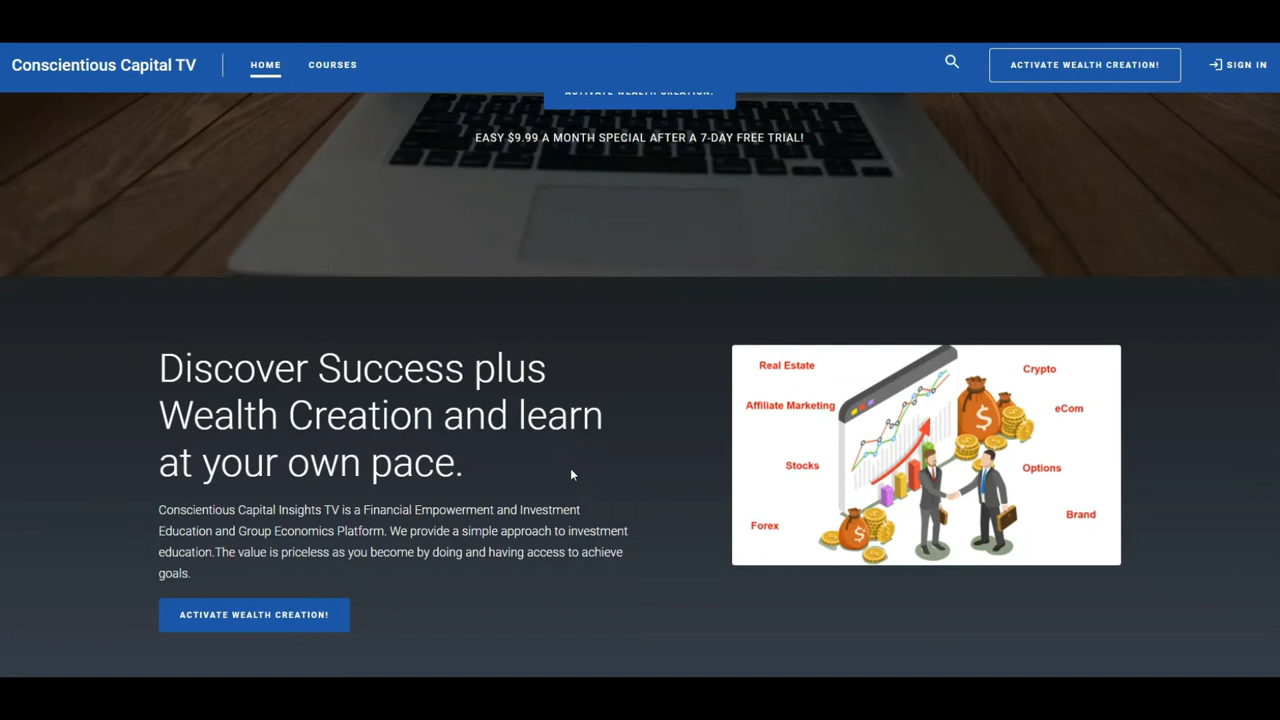 Conscientious Capital TV
HOME
COURSES
ACTIVATE WEALTH CREATION!
SIGN IN
ACTIVATE WEALTH CREATION!
EASY $9.99 A MONTH SPECIAL AFTER A 7-DAY FREE TRIAL!
Discover Success plus
Wealth Creation and learn
at your own pace.
Conscientious Capital Insights TV is a Financial Empowerment and Investment
Education and Group Economics Platform. We provide a simple approach to investment
education.The value is priceless as you become by doing and having access to achieve
goals.
ACTIVATE WEALTH CREATION!
Real Estate
Crypto
Affiliate Marketing
eCom
Stocks
Options
Forex
Brand